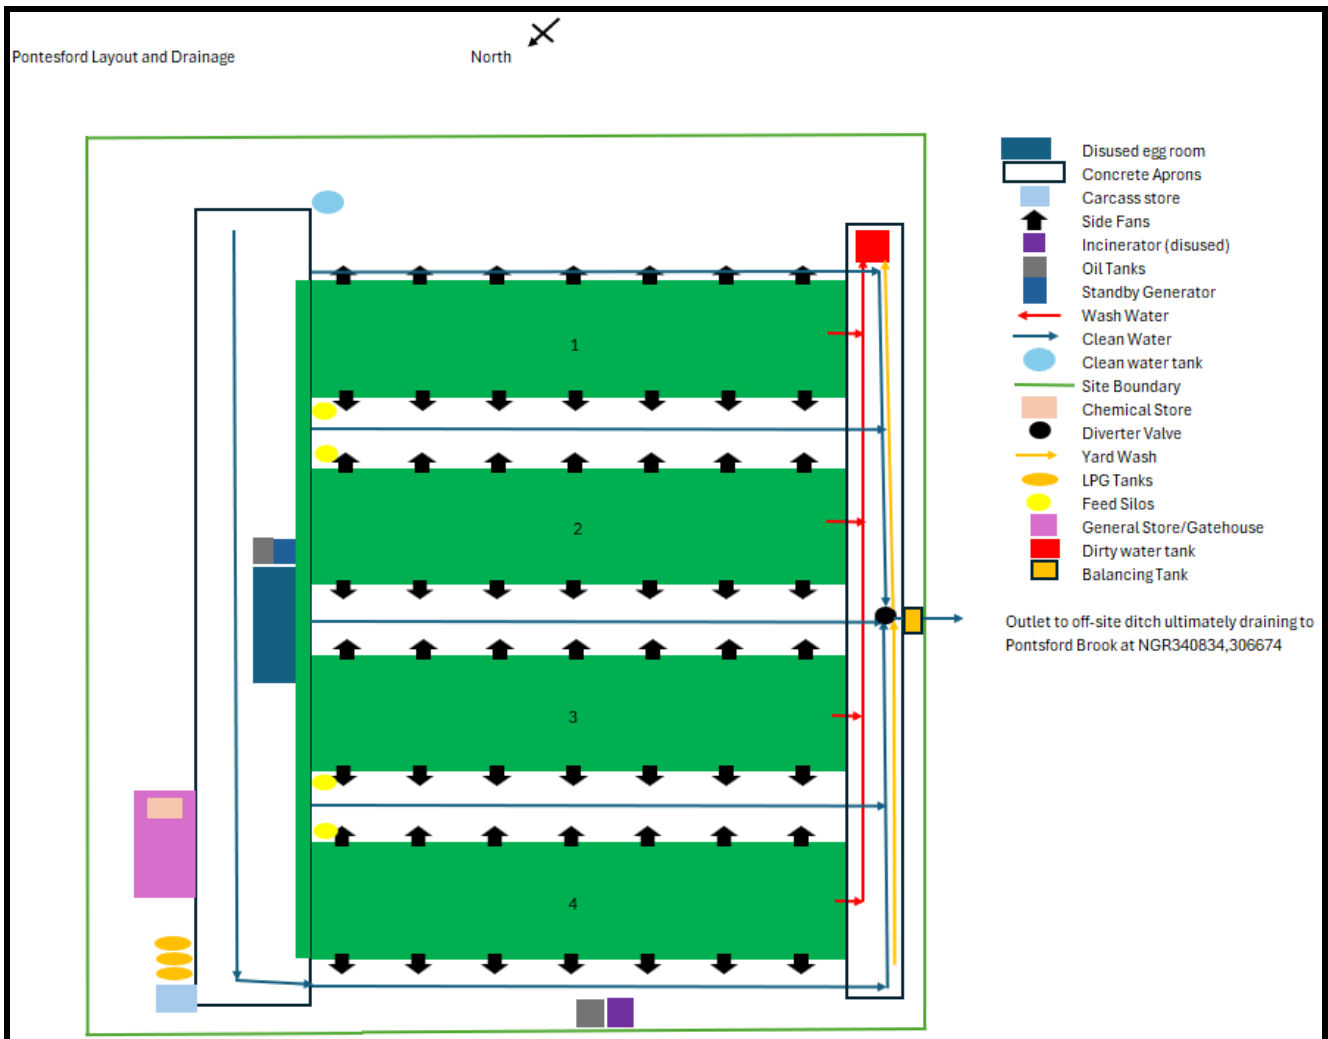 Pontesford Layout and Drainage
North
Disused egg room
Concrete Aprons
Carcass store
Side Fans
Incinerator (disused)
Oil Tanks
Standby Generator
Wash Water
Clean Water
Clean water tank
Site Boundary
Chemical Store
Diverter Valve
Yard Wash
LPG Tanks
Feed Silos
General Store/Gatehouse
Dirty water tank
Balancing Tank
Outlet to off-site ditch ultimately draining to
Pontsford Brook at NGR340834,306674
1
2
3
4